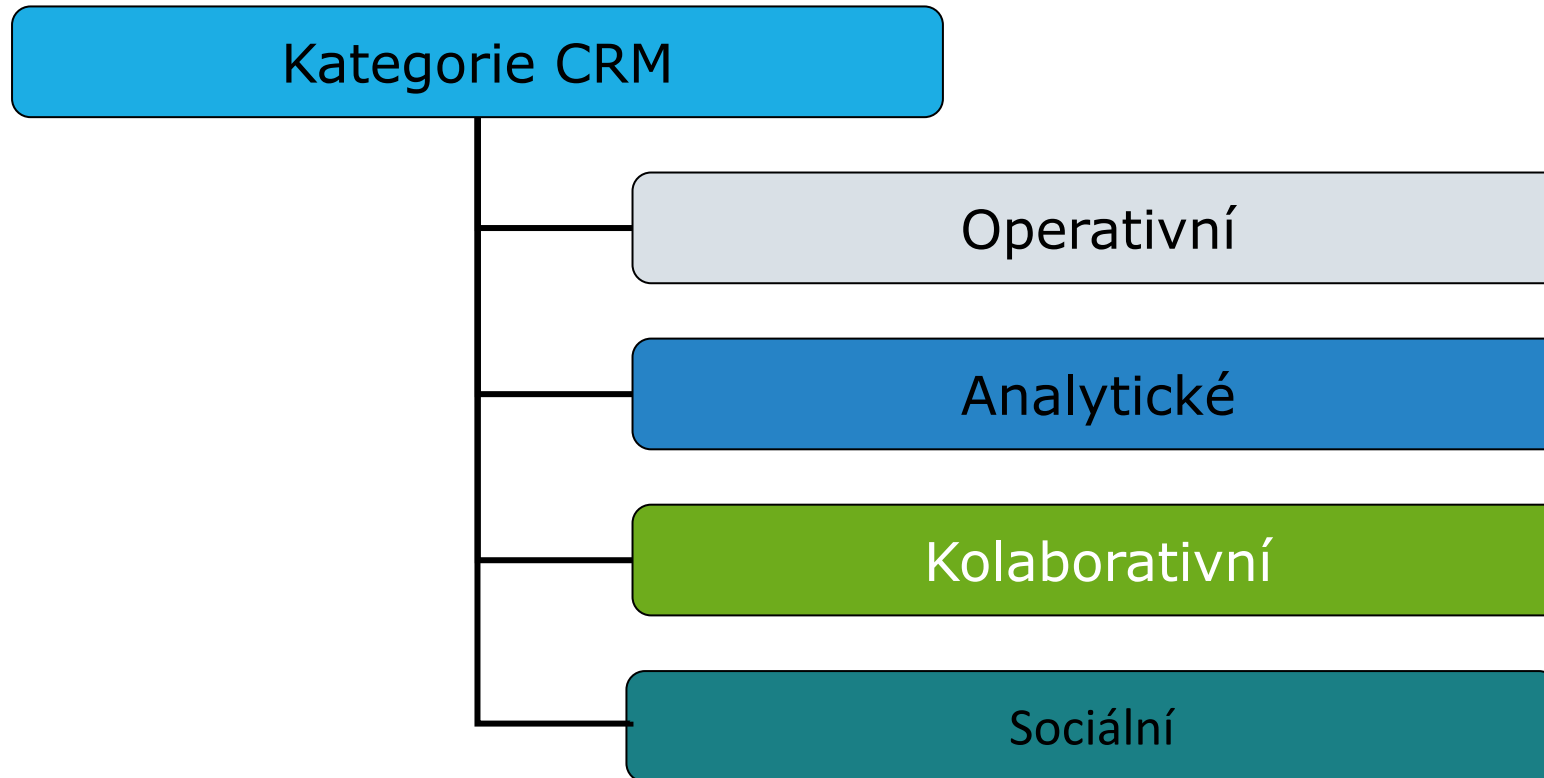 Kategorie CRM
Operativní
Analytické
Kolaborativní
Sociální